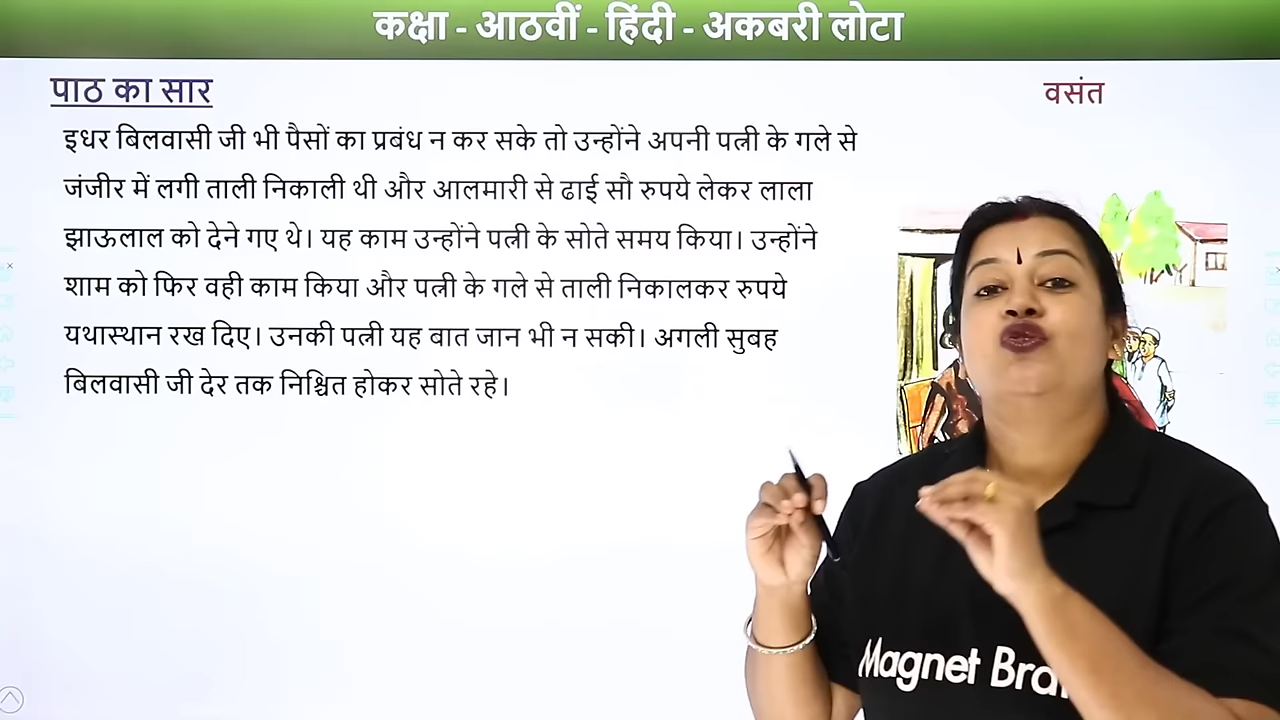 कक्षा - आठवीं - हिंदी - अकबरी लोटा
पाठ का सार
वसंत
इधर बिलवासी जी भी पैसों का प्रबंध न कर सके तो उन्होंने अपनी पत्नी के गले से
जंजीर में लगी ताली निकाली थी और आलमारी से ढाई सौ रुपये लेकर लाला
झाऊलाल को देने गए थे। यह काम उन्होंने पत्नी के सोते समय किया। उन्होंने
शाम को फिर वही काम किया और पत्नी के गले से ताली निकालकर रुपये
यथास्थान रख दिए। उनकी पत्नी यह बात जान भी न सकी। अगली सुबह
बिलवासी जी देर तक निश्चित होकर सोते रहे।
Magnet Bra